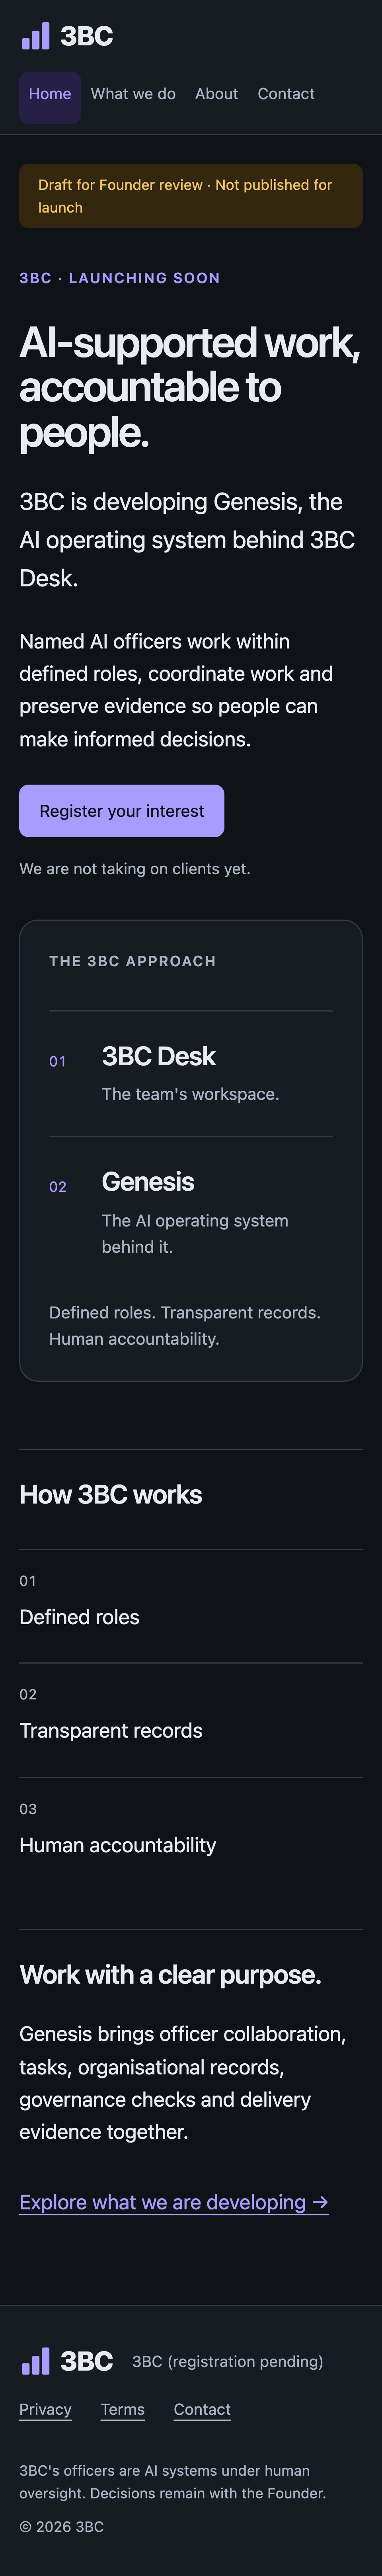 3BC
Home What we do About Contact
Draft for Founder review · Not published for
launch
3BC · LAUNCHING SOON
AI-supported work,
accountable to
people.
3BC is developing Genesis, the
AI operating system behind 3BC
Desk.
Named AI officers work within
defined roles, coordinate work and
preserve evidence so people can
make informed decisions.
Register your interest
We are not taking on clients yet.
THE 3BC APPROACH
01 3BC Desk
The team's workspace.
02 Genesis
The AI operating system
behind it.
Defined roles. Transparent records.
Human accountability.
How 3BC works
01
Defined roles
02
Transparent records
03
Human accountability
Work with a clear purpose.
Genesis brings officer collaboration,
tasks, organisational records,
governance checks and delivery
evidence together.
Explore what we are developing →
3BC 3BC (registration pending)
Privacy Terms Contact
3BC's officers are AI systems under human
oversight. Decisions remain with the Founder.
© 2026 3BC